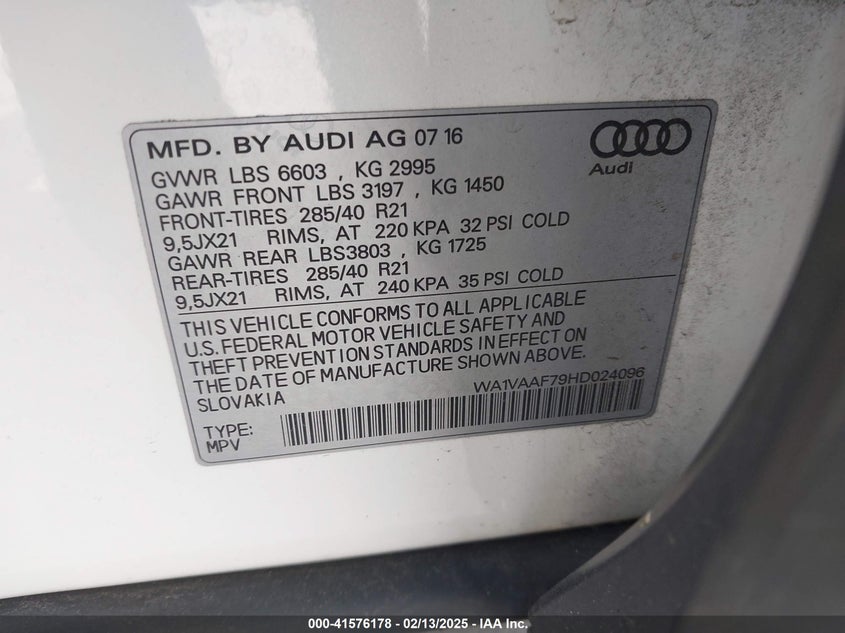 MFD. BY AUDI AG 07 16
Audi
GVWR LBS 6603 , KG 2995
GAWR FRONT LBS 3197 , KG 1450
FRONT-TIRES 285/40 R21
9,5JX21 RIMS, AT 220 KPA 32 PSI COLD
GAWR REAR LBS3803 , KG 1725
REAR-TIRES 285/40 R21
9,5JX21 RIMS, AT 240 KPA 35 PSI COLD
THIS VEHICLE CONFORMS TO ALL APPLICABLE
U.S. FEDERAL MOTOR VEHICLE SAFETY AND
THEFT PREVENTION STANDARDS IN EFFECT ON
THE DATE OF MANUFACTURE SHOWN ABOVE.
SLOVAKIA
WA1VAAF79HD024096
TYPE:
MPV
000-41576178 - 02/13/2025 - IAA Inc.